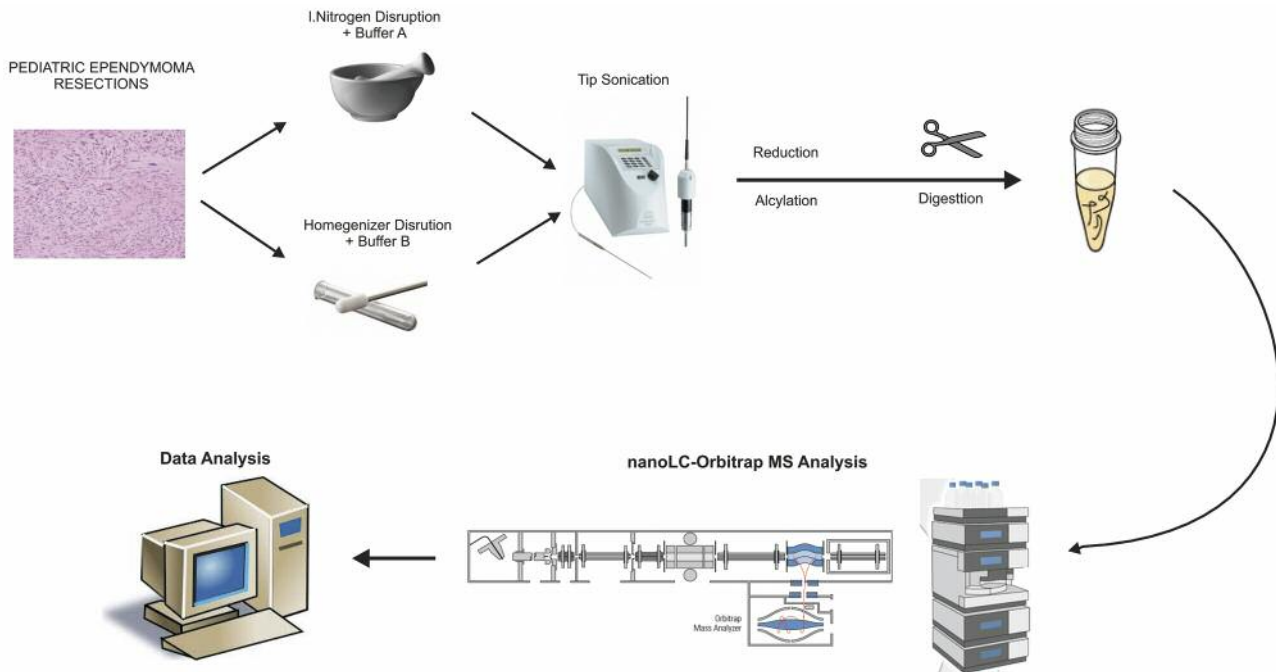 I.Nitrogen Disruption
+ Buffer A
PEDIATRIC EPENDYMOMA
RESECTIONS
Tip Sonication
Reduction
Alcylation
Digesttion
Homegenizer Disrution
+ Buffer B
Data Analysis
nanoLC-Orbitrap MS Analysis
Orbitrap
Mass Analyzer